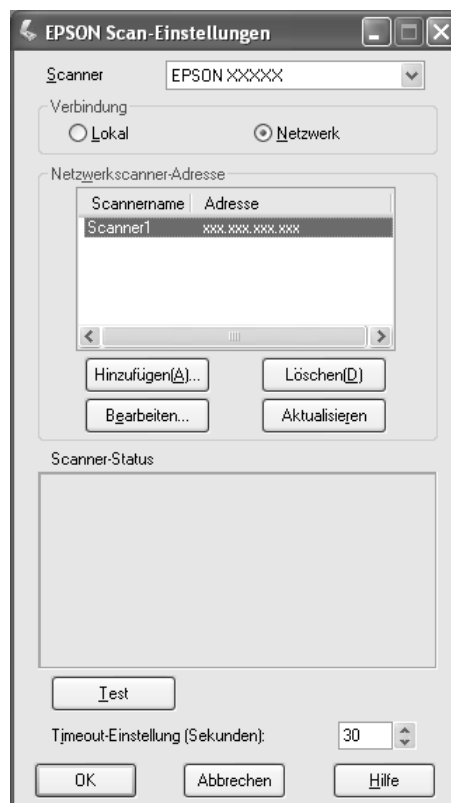 EPSON Scan-Einstellungen
Scanner EPSON XXXXX
Verbindung
Lokal Netzwerk
Netzwerkscanner-Adresse
Scannername Adresse
Scanner1 xxx.xxx.xxx.xxx
Hinzufügen(A)... Löschen(D)
Bearbeiten... Aktualisieren
Scanner-Status
Test
Timeout-Einstellung (Sekunden): 30
OK Abbrechen Hilfe